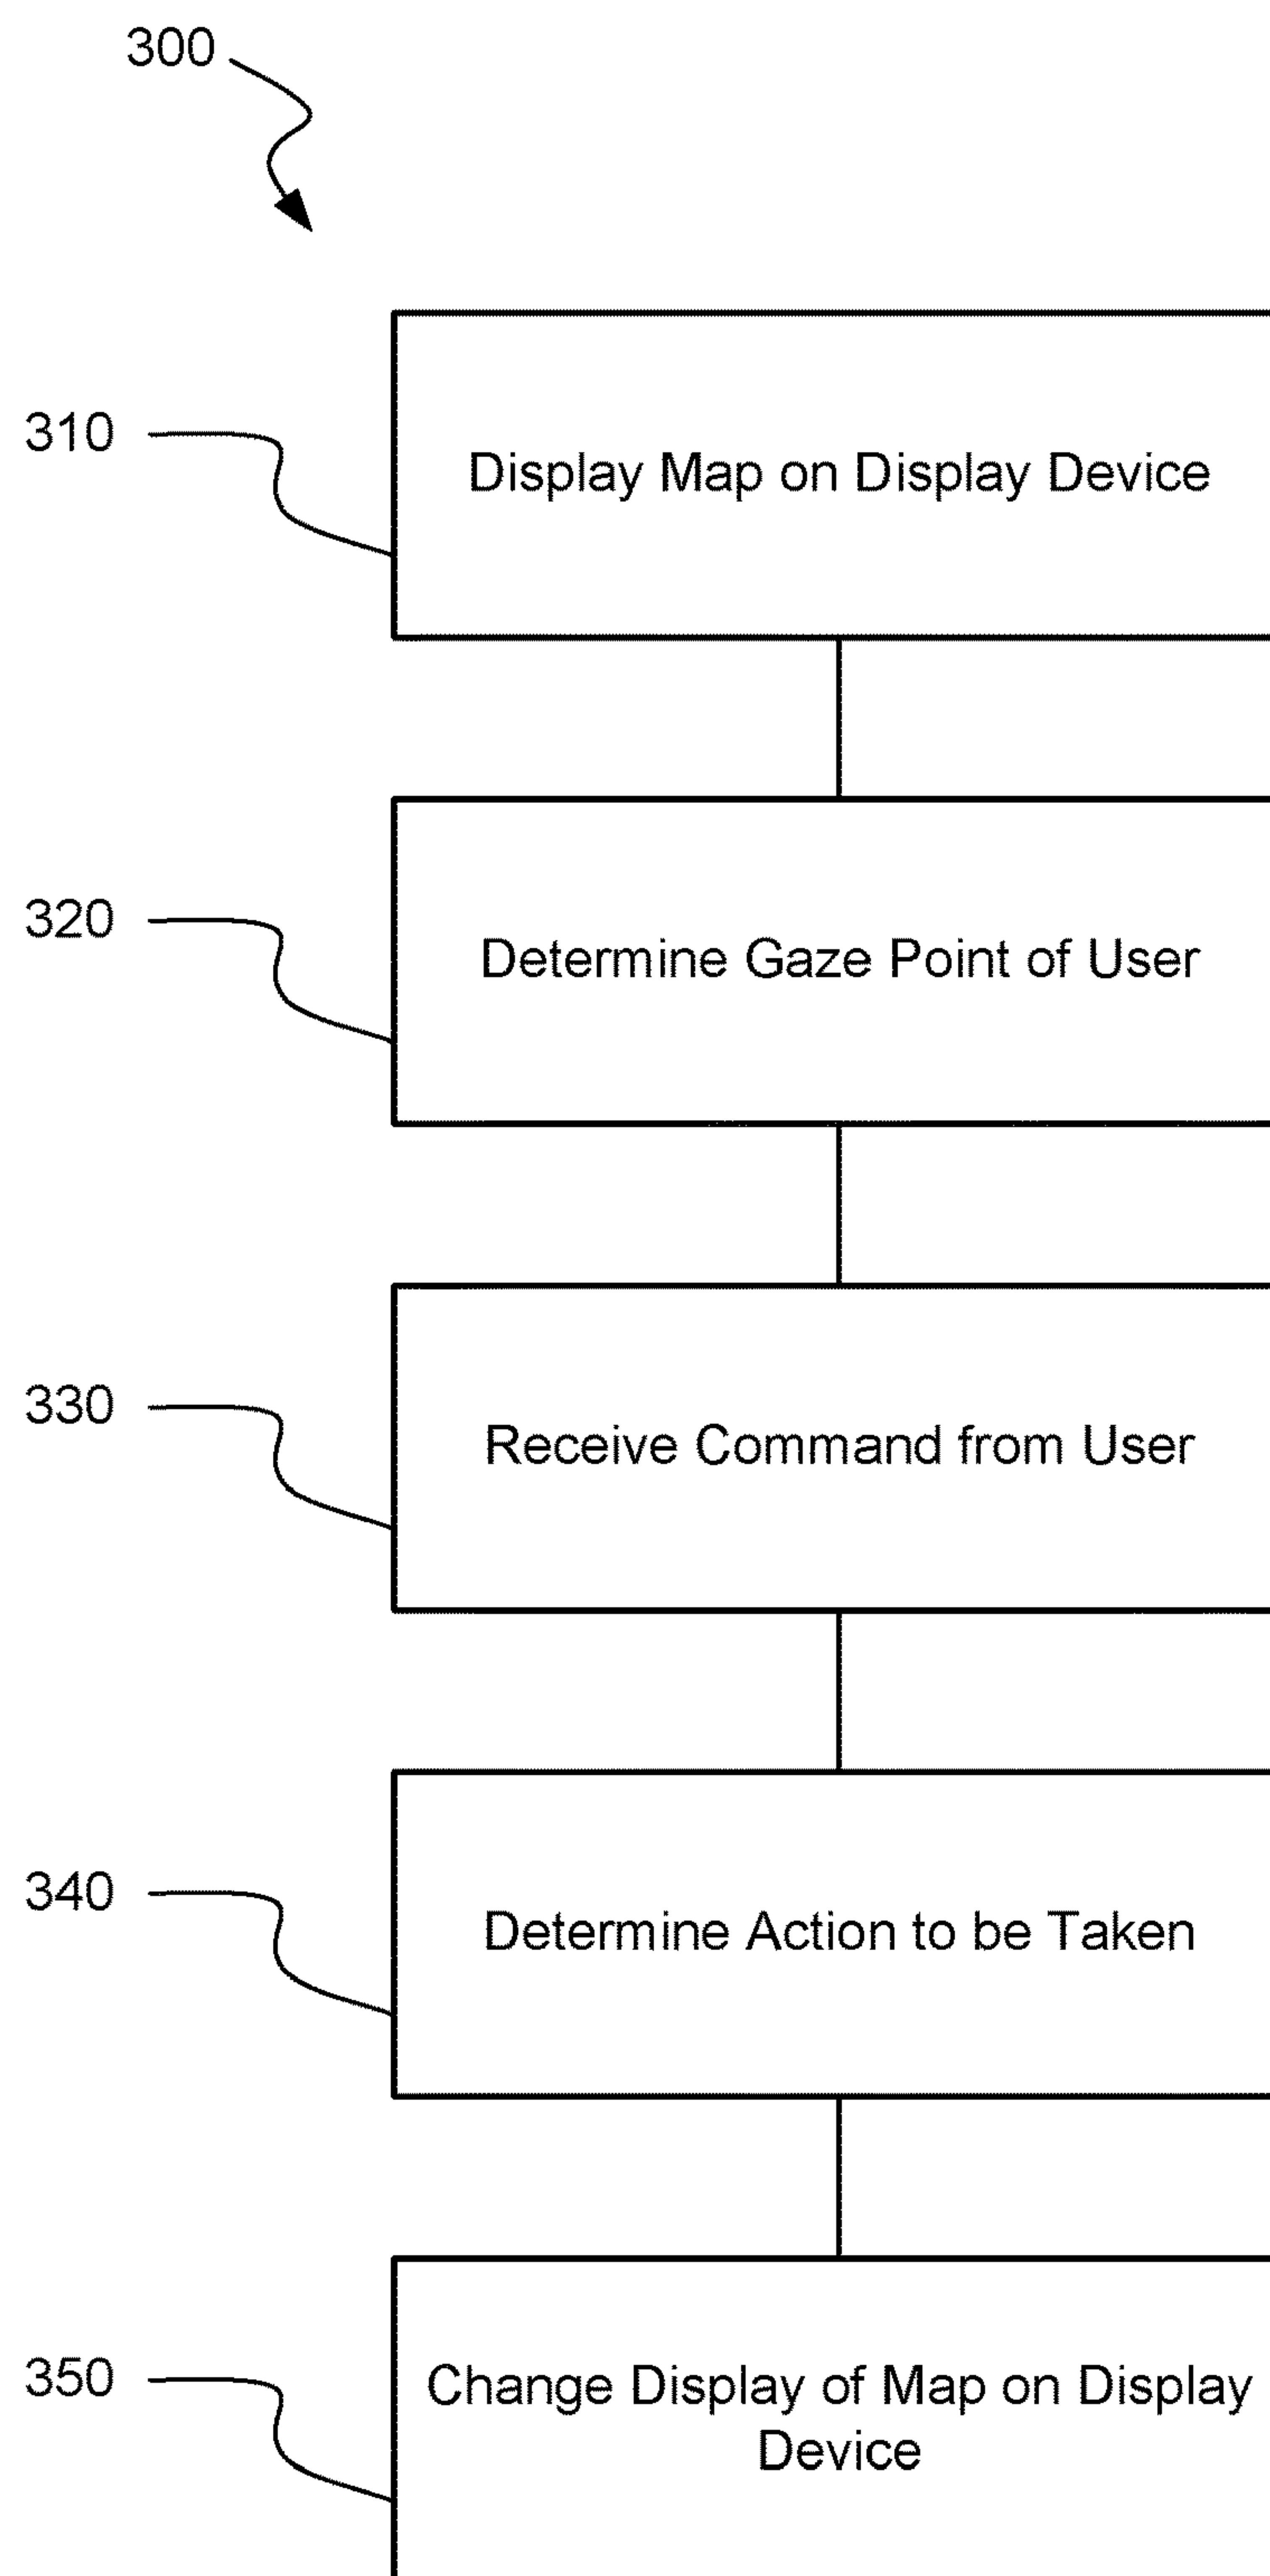 300
310
Display Map on Display Device
320
Determine Gaze Point of User
330
Receive Command from User
340
Determine Action to be Taken
350
Change Display of Map on Display
Device